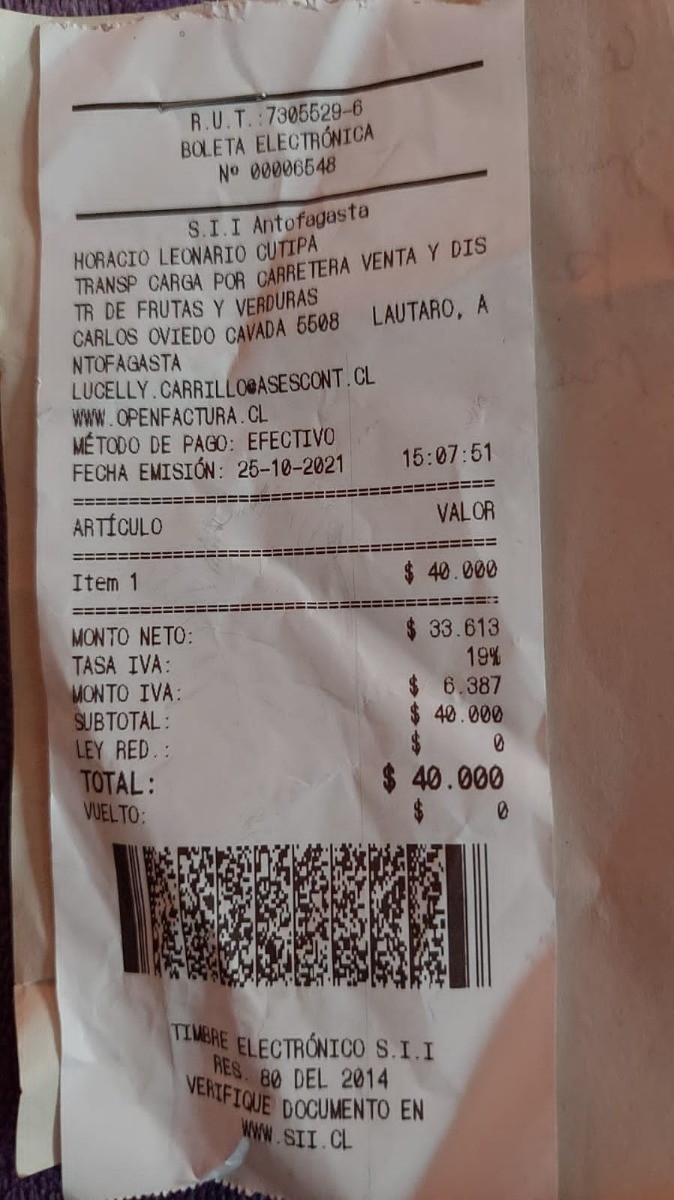 R.U.T.:7305529-6
BOLETA ELECTRÓNICA
Nº 00006548
S.I.I Antofagasta
HORACIO LEONARIO CUTIPA
TRANSP CARGA POR CARRETERA VENTA Y DIS
TR DE FRUTAS Y VERDURAS
CARLOS OVIEDO CAVADA 5508 LAUTARO, A
NTOFAGASTA
LUCELLY.CARRILLO@ASESCONT.CL
WWW.OPENFACTURA.CL
MÉTODO DE PAGO: EFECTIVO
FECHA EMISIÓN: 25-10-2021 15:07:51
ARTÍCULO VALOR
Item 1 $ 40.000
MONTO NETO: $ 33.613
TASA IVA: 19%
MONTO IVA: $ 6.387
SUBTOTAL: $ 40.000
LEY RED.: $ 0
TOTAL: $ 40.000
VUELTO: $ 0
TIMBRE ELECTRÓNICO S.I.I
RES. 80 DEL 2014
VERIFIQUE DOCUMENTO EN
WWW.SII.CL